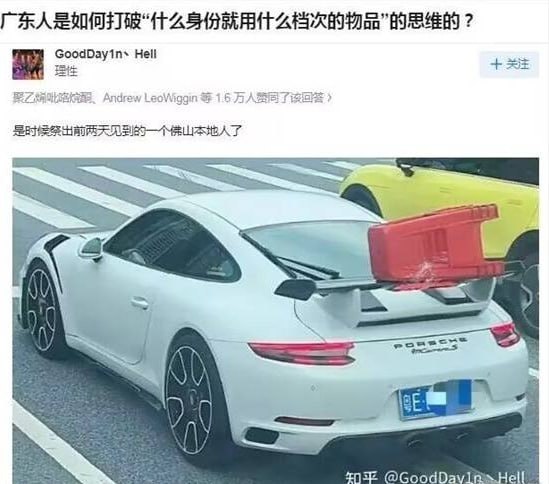 广东人是如何打破“什么身份就用什么档次的物品”的思维的？
GoodDay1n丶Hell
理性
+ 关注
聚乙烯吡咯烷酮、Andrew LeoWiggin 等 1.6 万人赞同了该回答 >
是时候祭出前两天见到的一个佛山本地人了
PORSCHE
粤E
知乎 @GoodDay1n丶Hell